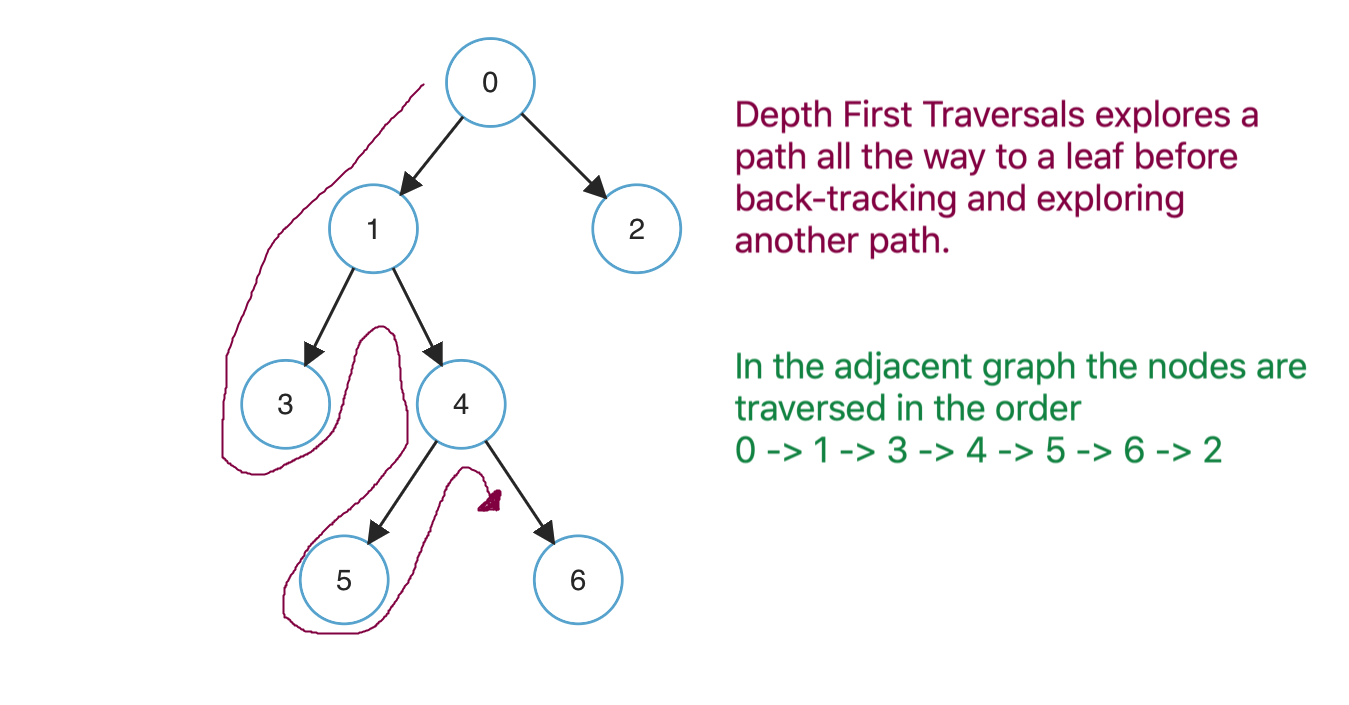 0
Depth First Traversals explores a
path all the way to a leaf before
back-tracking and exploring
another path.
1
2
In the adjacent graph the nodes are
traversed in the order
0 -> 1 -> 3 -> 4 -> 5 -> 6 -> 2
3
4
5
6